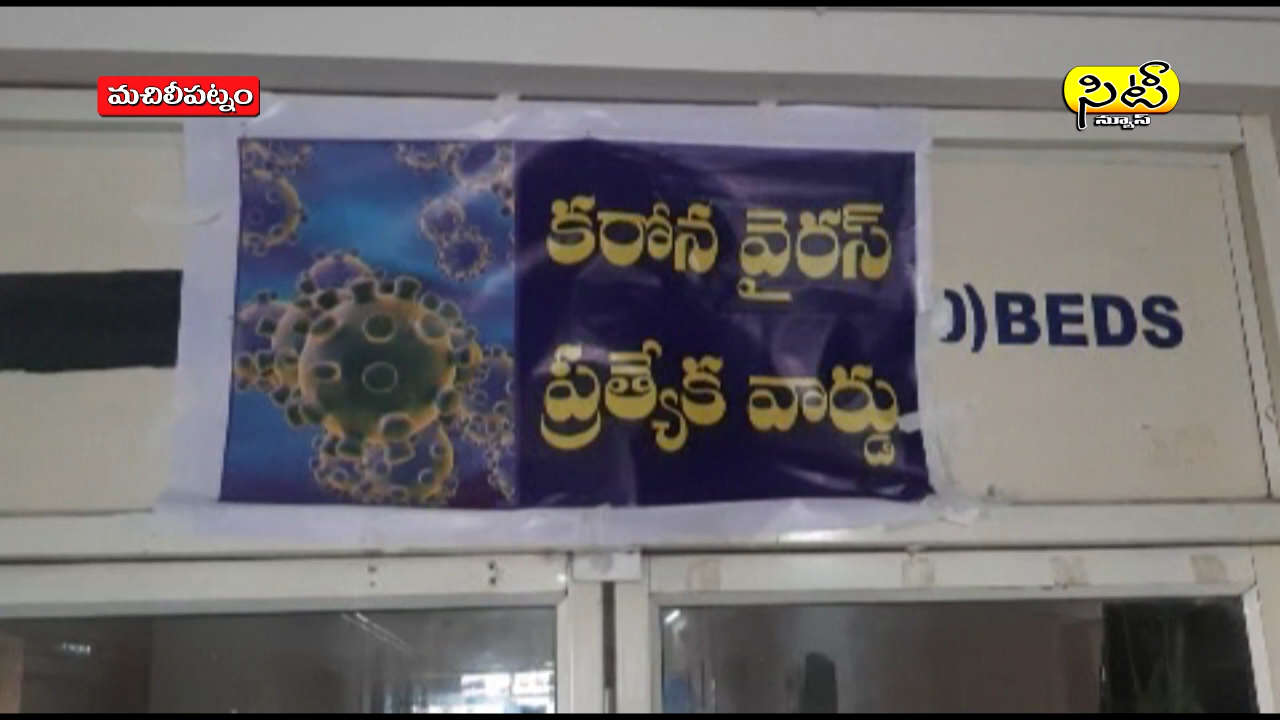 మచిలీపట్నం
సిటీ
న్యూస్
కరోన వైరస్
ప్రత్యేక వార్డు
)BEDS